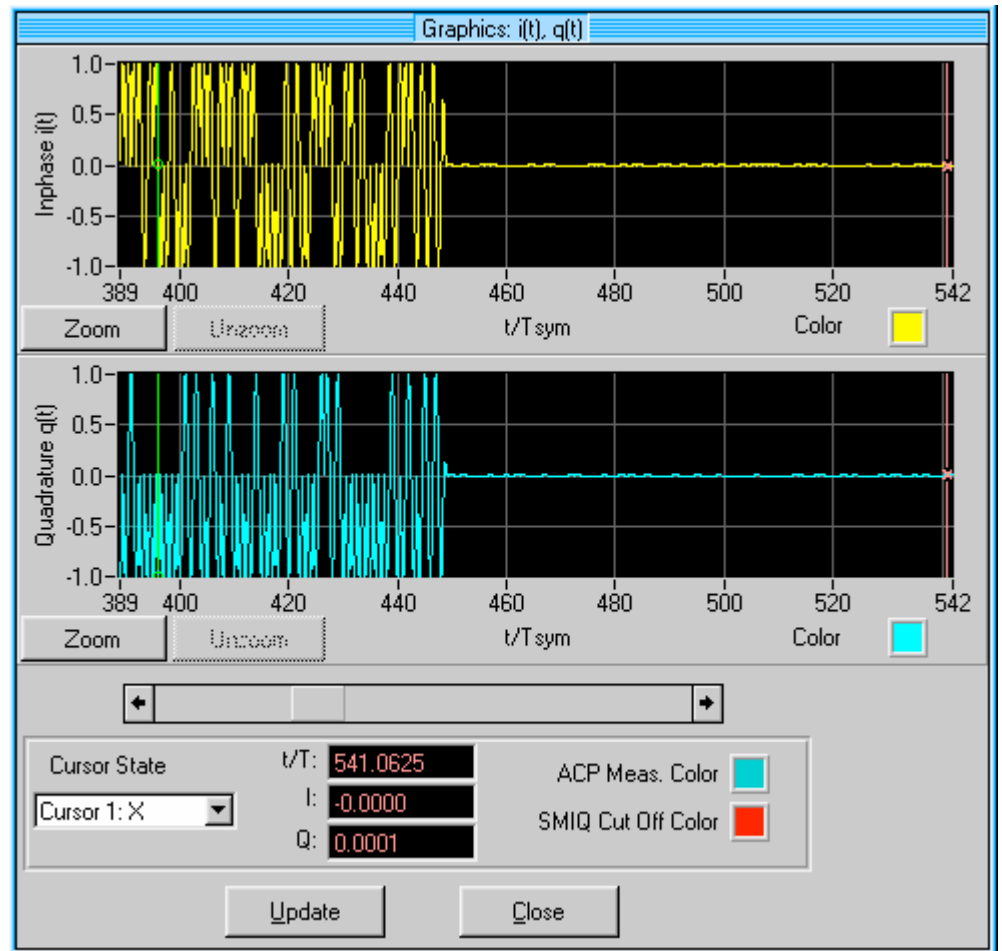 Graphics: i(t), q(t)
1.0
0.5
0.0
-0.5
-1.0
Inphase i(t)
389 400 420 440 460 480 500 520 542
Zoom Unzoom t/Tsym Color
1.0
0.5
0.0
-0.5
-1.0
Quadrature q(t)
389 400 420 440 460 480 500 520 542
Zoom Unzoom t/Tsym Color
Cursor State
Cursor 1: X
t/T: 541.0625
I: -0.0000
Q: 0.0001
ACP Meas. Color
SMIQ Cut Off Color
Update Close